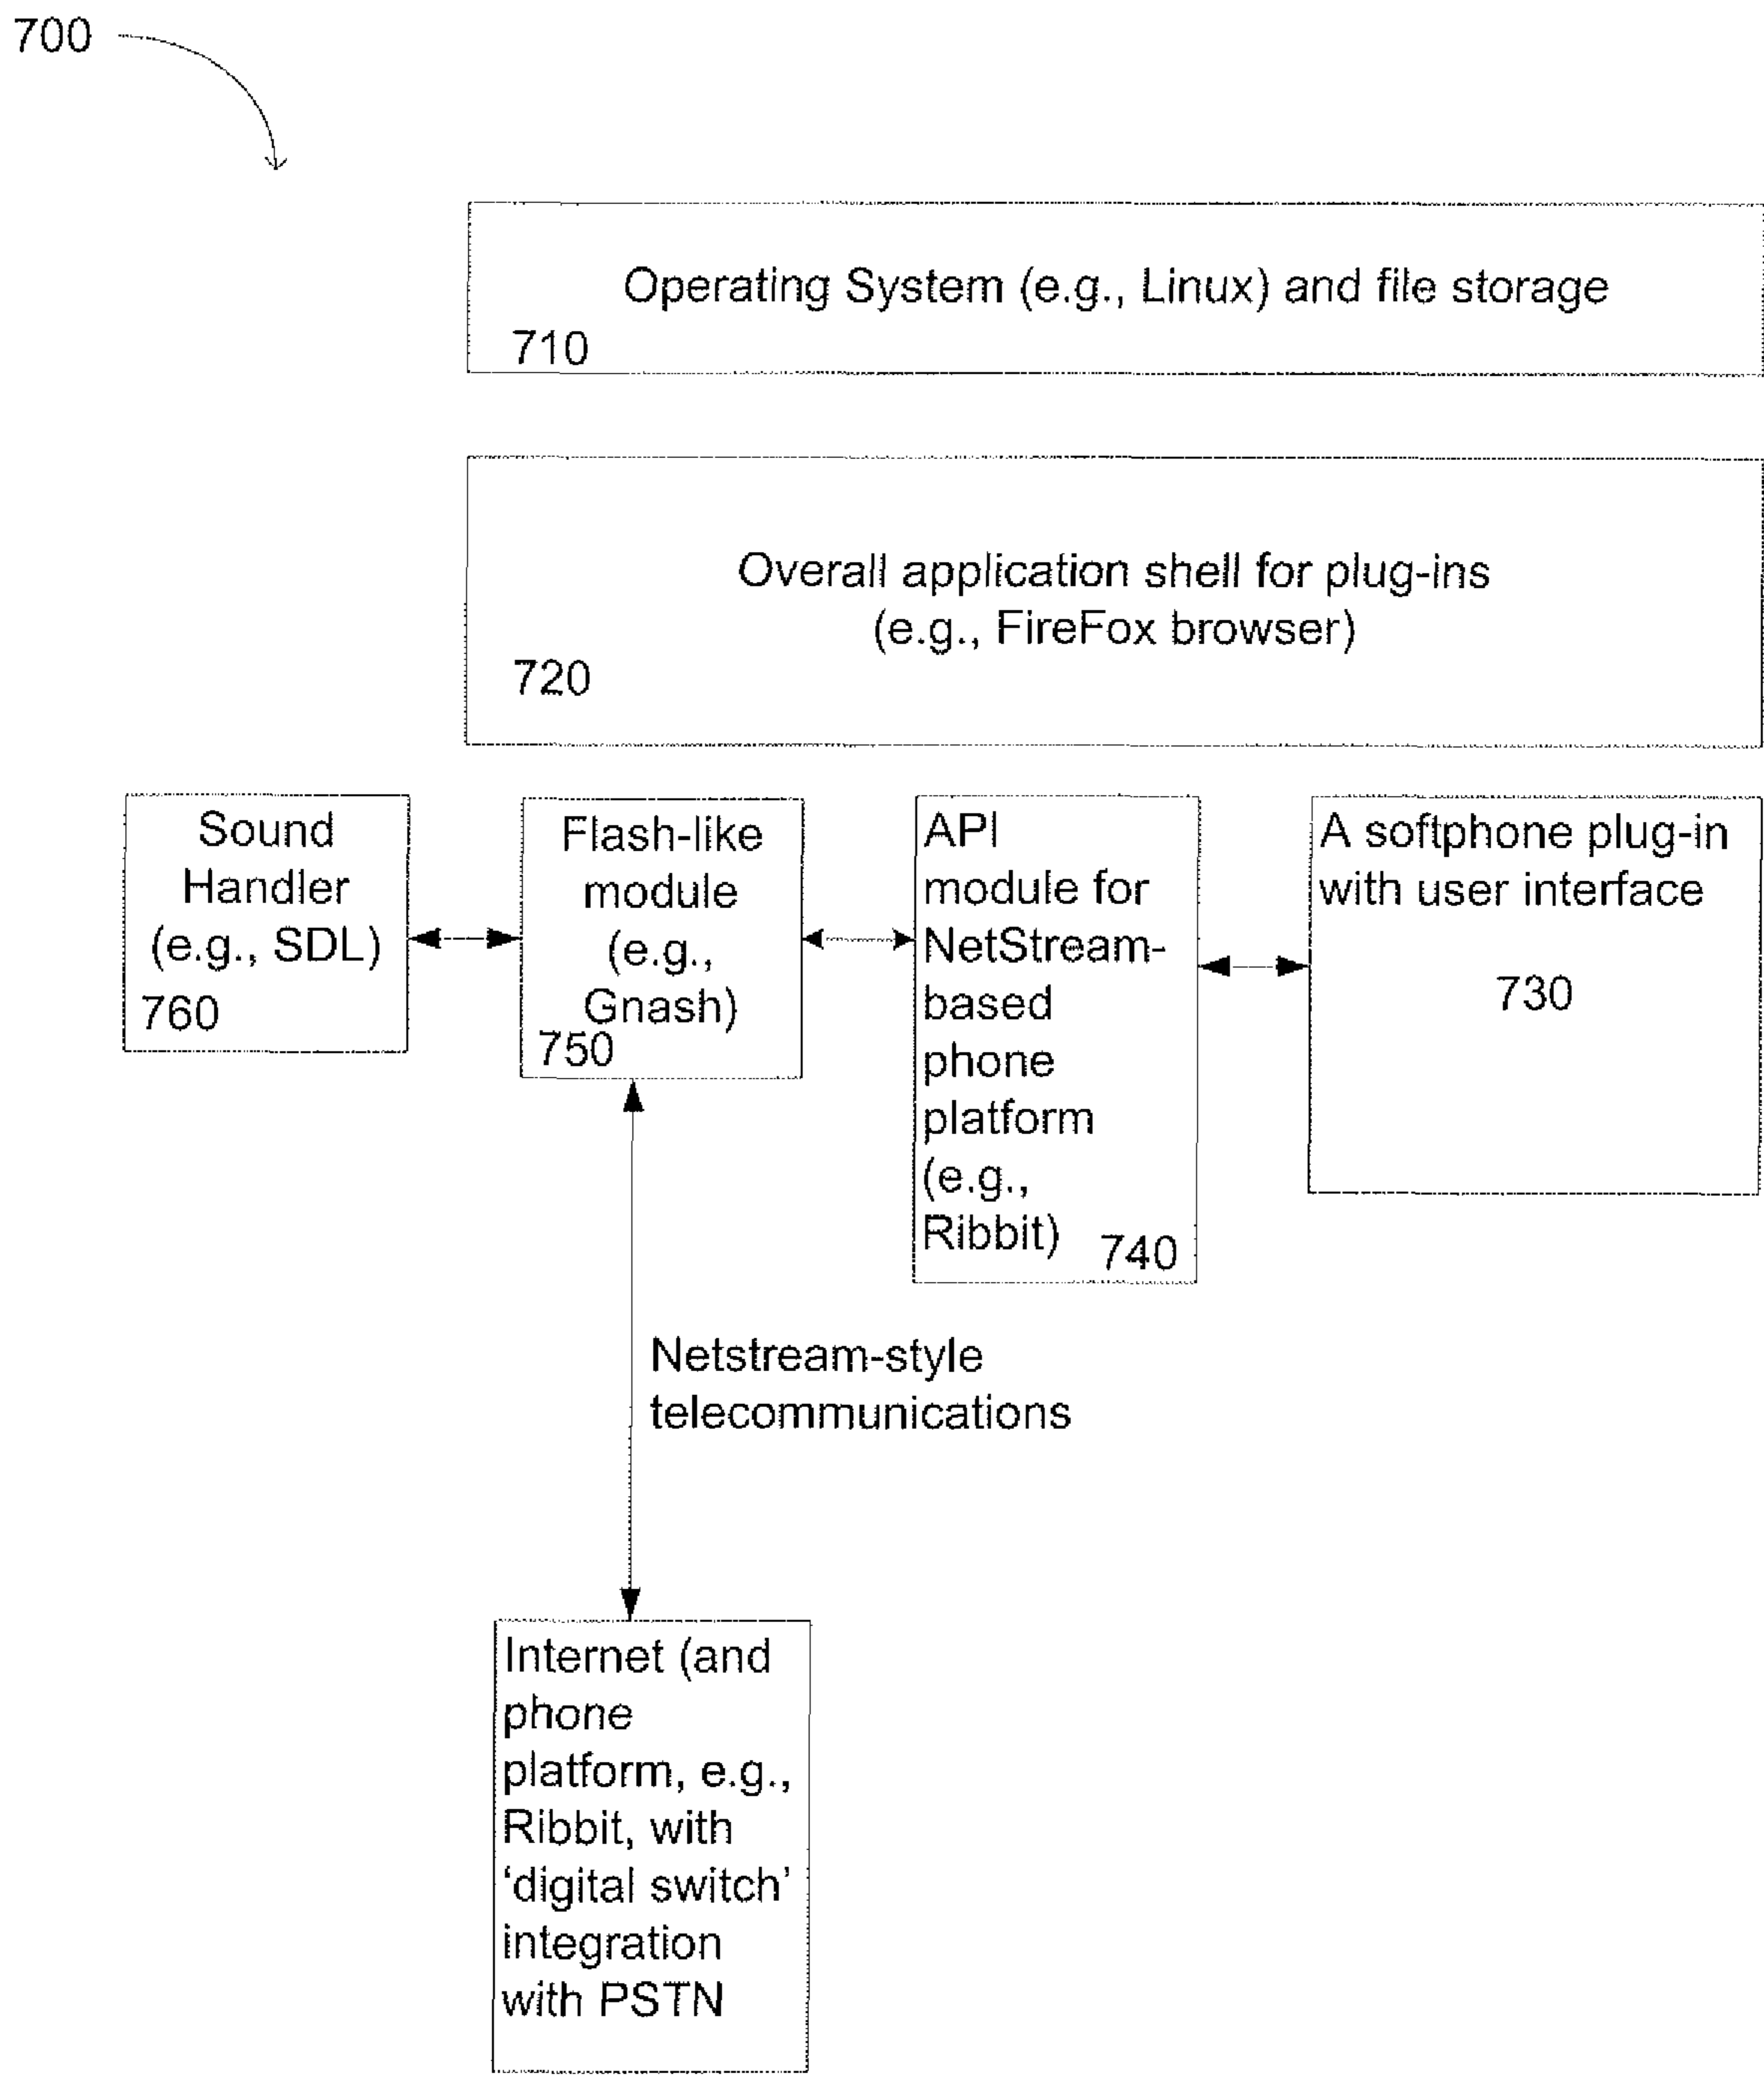 700
Operating System (e.g., Linux) and file storage
710
Overall application shell for plug-ins
(e.g., FireFox browser)
720
Sound
Handler
(e.g., SDL)
760
Flash-like
module
(e.g.,
Gnash)
750
API
module for
NetStream-
based
phone
platform
(e.g.,
Ribbit)
740
A softphone plug-in
with user interface
730
Netstream-style
telecommunications
Internet (and
phone
platform, e.g.,
Ribbit, with
‘digital switch’
integration
with PSTN